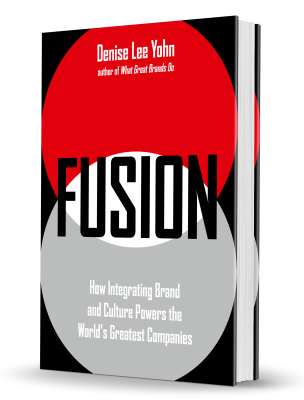 Denise Lee Yohn
author of What Great Brands Do
FUSION
How Integrating Brand
and Culture Powers the
World's Greatest Companies